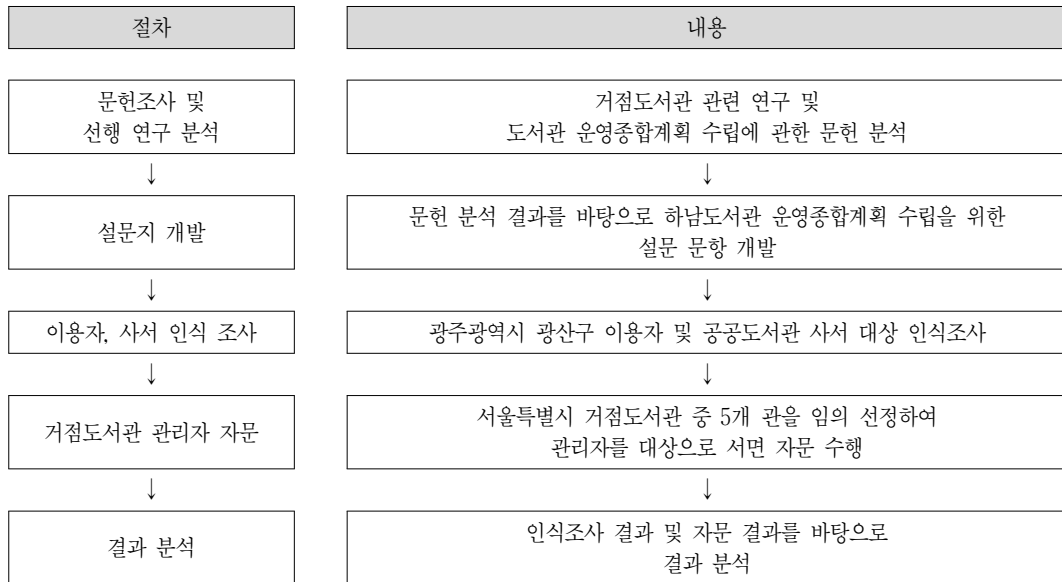 절차
내용
문헌조사 및
선행 연구 분석
거점도서관 관련 연구 및
도서관 운영종합계획 수립에 관한 문헌 분석
↓
↓
설문지 개발
문헌 분석 결과를 바탕으로 하남도서관 운영종합계획 수립을 위한
설문 문항 개발
↓
↓
이용자, 사서 인식 조사
광주광역시 광산구 이용자 및 공공도서관 사서 대상 인식조사
↓
↓
거점도서관 관리자 자문
서울특별시 거점도서관 중 5개 관을 임의 선정하여
관리자를 대상으로 서면 자문 수행
↓
↓
결과 분석
인식조사 결과 및 자문 결과를 바탕으로
결과 분석